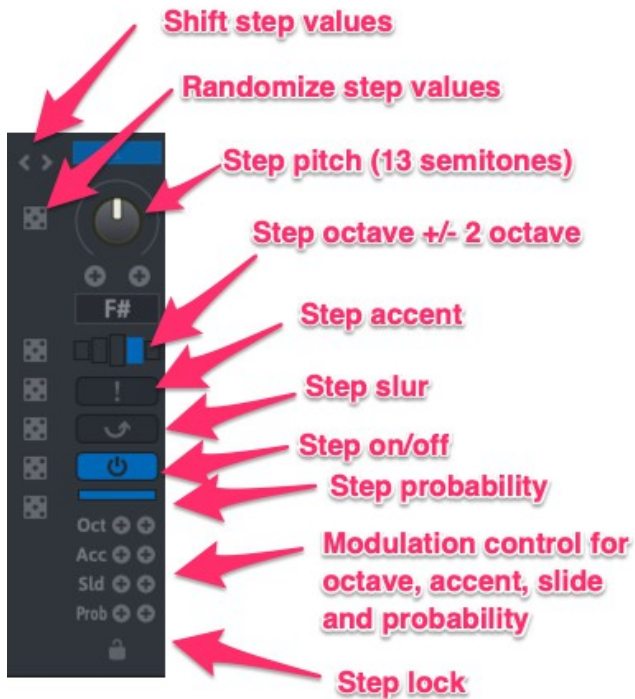 Shift step values
Randomize step values
Step pitch (13 semitones)
Step octave +/- 2 octave
F#
Step accent
!
Step slur
Step on/off
Step probability
Oct
Acc
Sld
Prob
Modulation control for
octave, accent, slide
and probability
Step lock